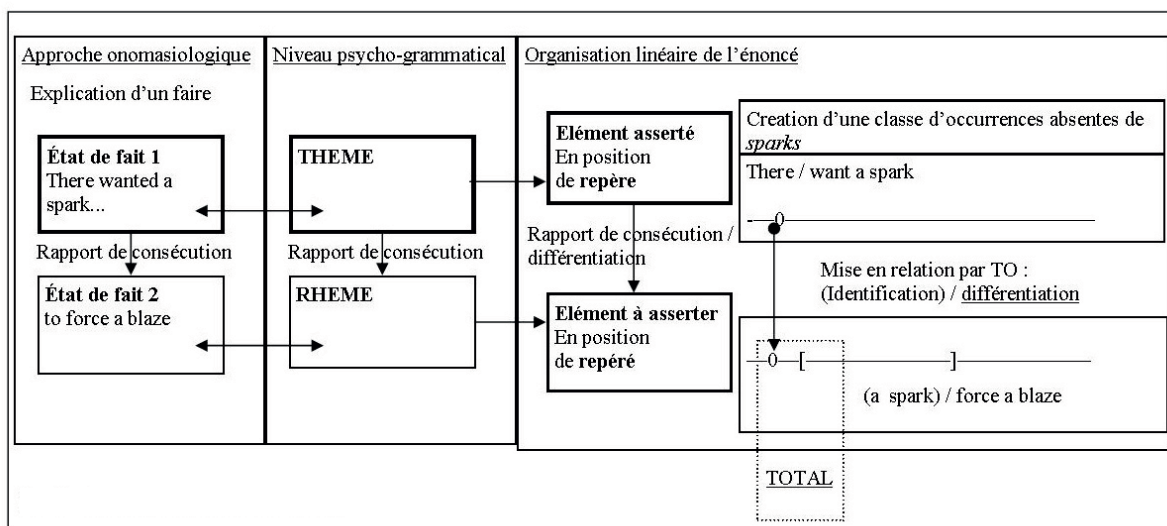 Approche onomasiologique
Explication d'un faire
État de fait 1
There wanted a
spark...
Rapport de consécution
État de fait 2
to force a blaze
Niveau psycho-grammatical
THEME
Rapport de consécution
RHEME
Organisation linéaire de l'énoncé
Elément asserté
En position
de repère
Rapport de consécution /
différentiation
Elément à asserter
En position
de repéré
Creation d'une classe d'occurrences absentes de
sparks
There / want a spark
0
Mise en relation par TO :
(Identification) / différentiation
0 [ ]
(a spark) / force a blaze
TOTAL